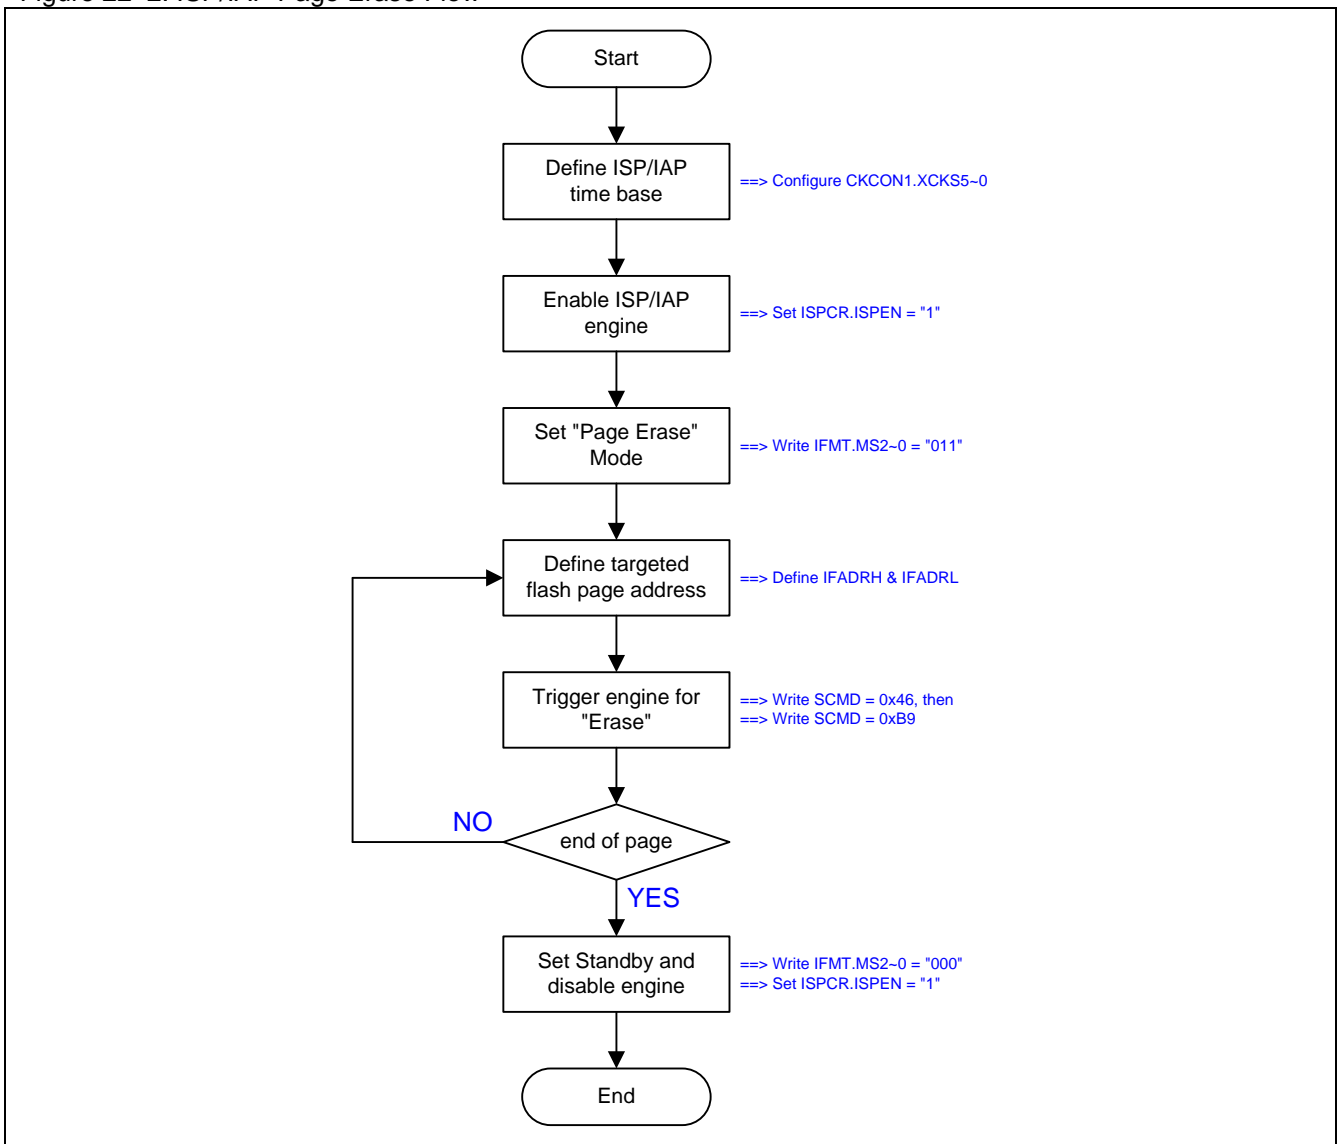 Start
Define ISP/IAP
time base
==> Configure CKCON1.XCKS5~0
Enable ISP/IAP
engine
==> Set ISPCR.ISPEN = "1"
Set "Page Erase"
Mode
==> Write IFMT.MS2~0 = "011"
Define targeted
flash page address
==> Define IFADRH & IFADRL
Trigger engine for
"Erase"
==> Write SCMD = 0x46, then
==> Write SCMD = 0xB9
end of page
NO
YES
Set Standby and
disable engine
==> Write IFMT.MS2~0 = "000"
==> Set ISPCR.ISPEN = "1"
End